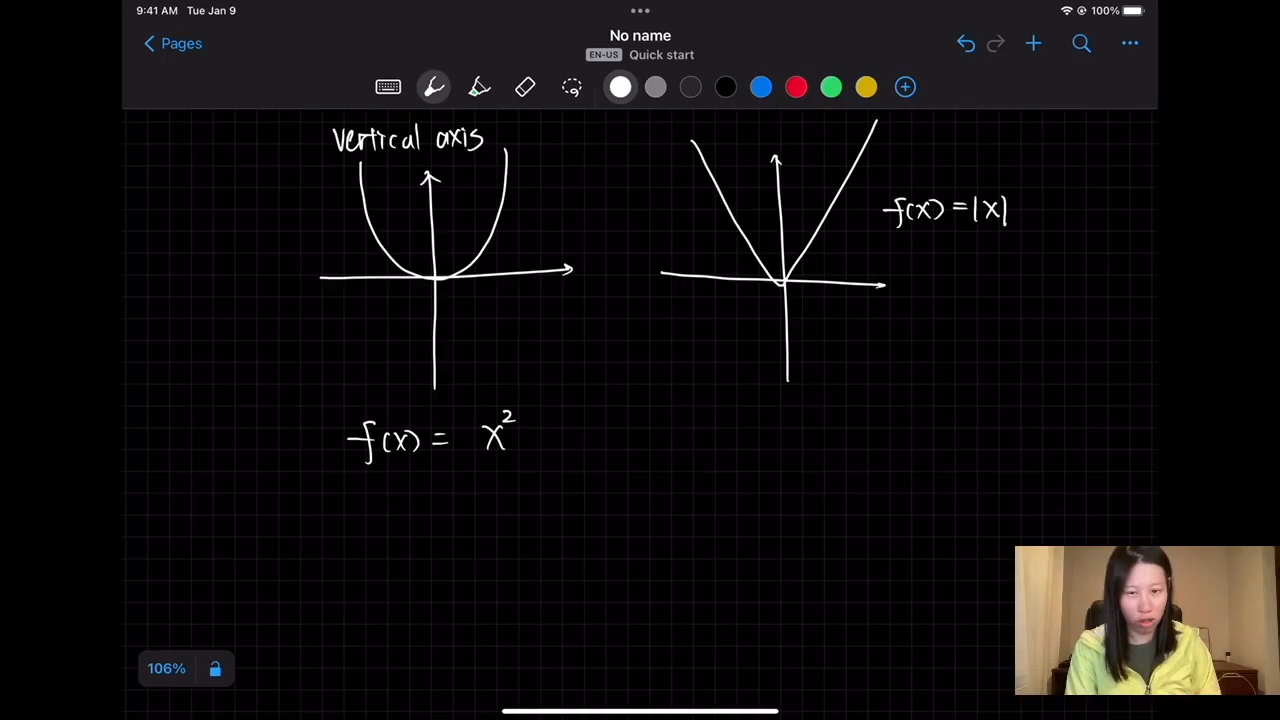 9:41 AM Tue Jan 9
100%
Pages
No name
EN-US Quick start
vertical axis
f(x) = |x|
f(x) = x²
106%